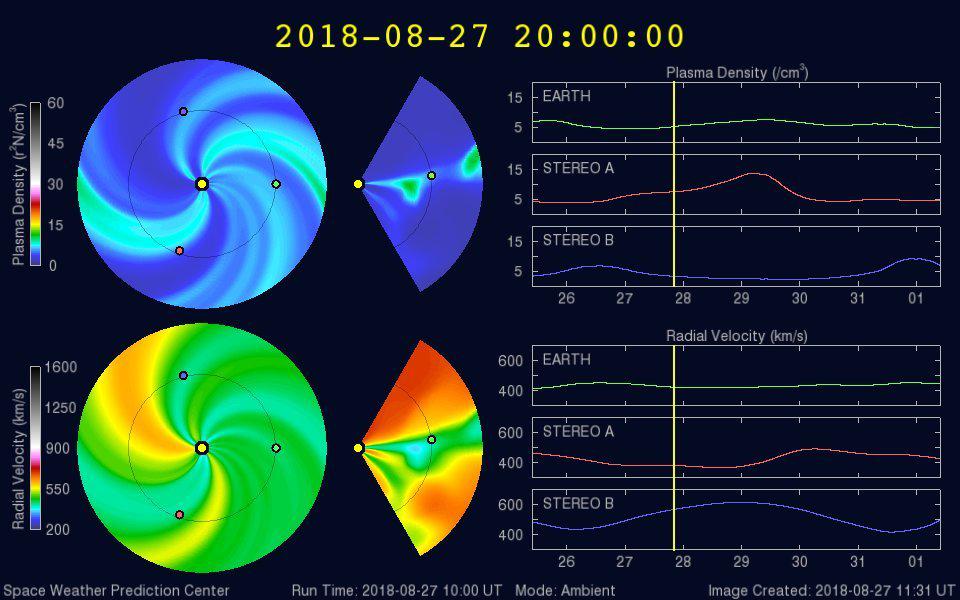 2018-08-27 20:00:00
Plasma Density (r²N/cm³)
60
45
30
15
0
Plasma Density (/cm³)
EARTH
15
5
STEREO A
15
5
STEREO B
15
5
26 27 28 29 30 31 01
Radial Velocity (km/s)
1600
1250
900
550
200
Radial Velocity (km/s)
EARTH
600
400
STEREO A
600
400
STEREO B
600
400
26 27 28 29 30 31 01
Space Weather Prediction Center Run Time: 2018-08-27 10:00 UT Mode: Ambient Image Created: 2018-08-27 11:31 UT